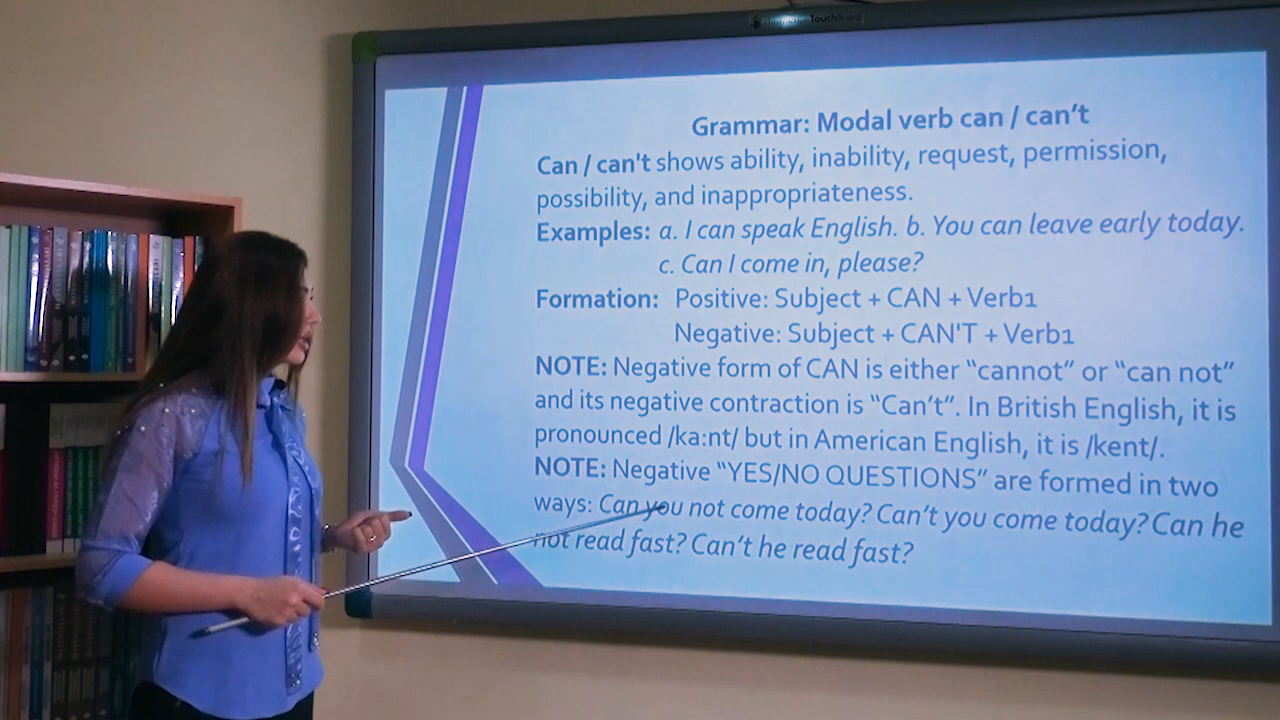 TouchBoard
Grammar: Modal verb can / can’t
Can / can't shows ability, inability, request, permission,
possibility, and inappropriateness.
Examples: a. I can speak English. b. You can leave early today.
c. Can I come in, please?
Formation: Positive: Subject + CAN + Verb1
Negative: Subject + CAN'T + Verb1
NOTE: Negative form of CAN is either “cannot” or “can not”
and its negative contraction is “Can’t”. In British English, it is
pronounced /ka:nt/ but in American English, it is /kent/.
NOTE: Negative “YES/NO QUESTIONS” are formed in two
ways: Can you not come today? Can’t you come today? Can he
not read fast? Can’t he read fast?